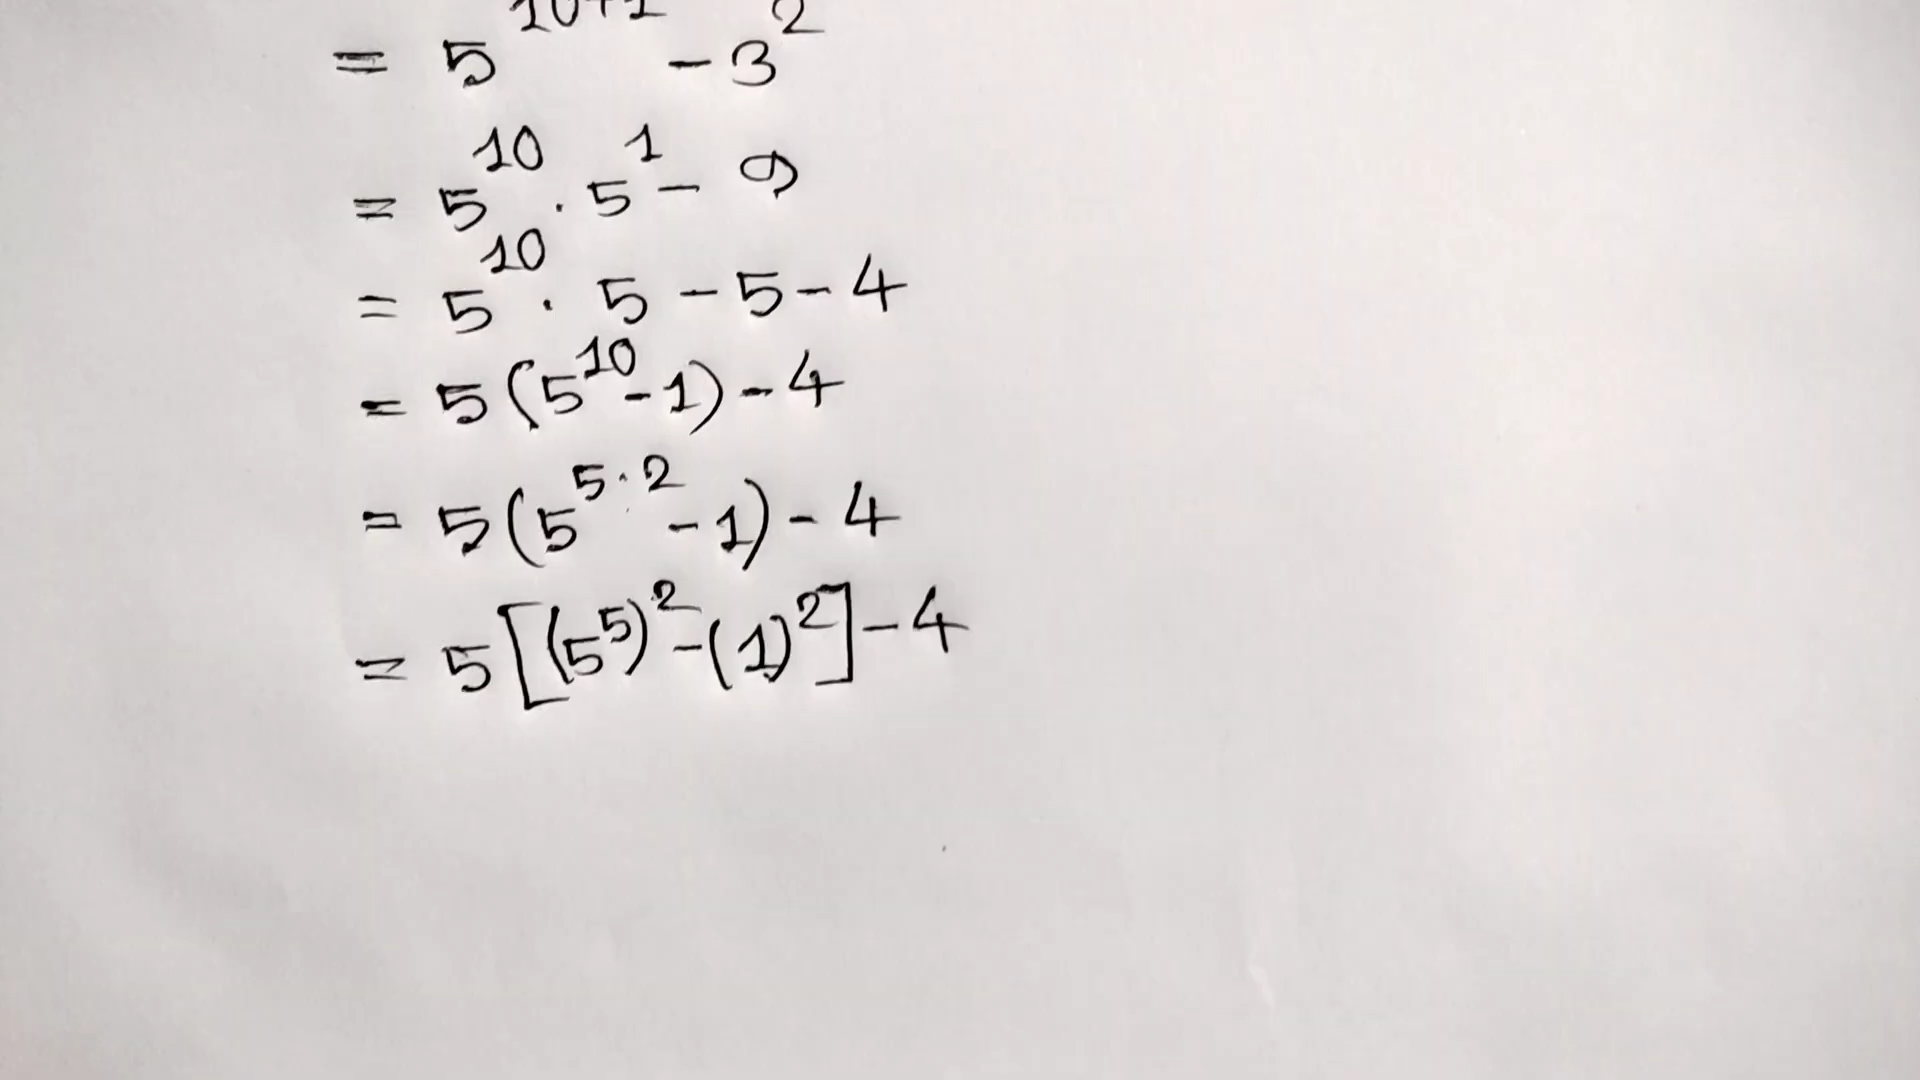 = 5^{10+1} - 3^2
= 5^{10} · 5^1 - 9
= 5^{10} · 5 - 5 - 4
= 5(5^{10} - 1) - 4
= 5(5^{5·2} - 1) - 4
= 5[(5^5)^2 - (1)^2] - 4